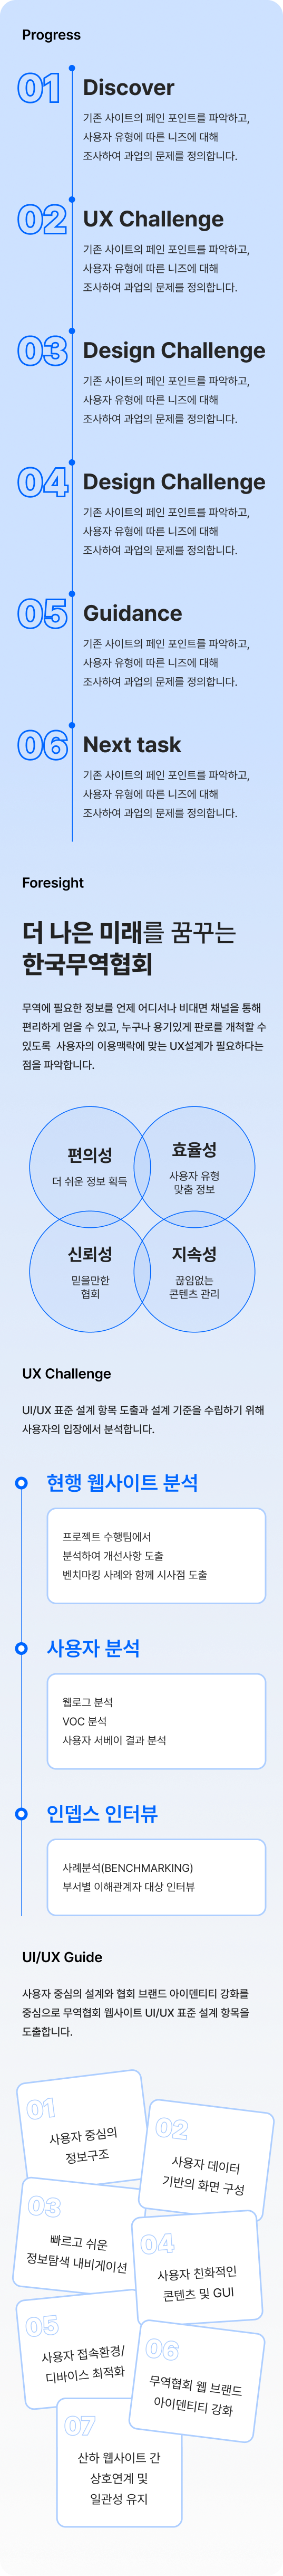 Progress
01
Discover
기존 사이트의 페인 포인트를 파악하고,
사용자 유형에 따른 니즈에 대해
조사하여 과업의 문제를 정의합니다.
02
UX Challenge
기존 사이트의 페인 포인트를 파악하고,
사용자 유형에 따른 니즈에 대해
조사하여 과업의 문제를 정의합니다.
03
Design Challenge
기존 사이트의 페인 포인트를 파악하고,
사용자 유형에 따른 니즈에 대해
조사하여 과업의 문제를 정의합니다.
04
Design Challenge
기존 사이트의 페인 포인트를 파악하고,
사용자 유형에 따른 니즈에 대해
조사하여 과업의 문제를 정의합니다.
05
Guidance
기존 사이트의 페인 포인트를 파악하고,
사용자 유형에 따른 니즈에 대해
조사하여 과업의 문제를 정의합니다.
06
Next task
기존 사이트의 페인 포인트를 파악하고,
사용자 유형에 따른 니즈에 대해
조사하여 과업의 문제를 정의합니다.
Foresight
더 나은 미래를 꿈꾸는
한국무역협회
무역에 필요한 정보를 언제 어디서나 비대면 채널을 통해
편리하게 얻을 수 있고, 누구나 용기있게 판로를 개척할 수
있도록 사용자의 이용맥락에 맞는 UX설계가 필요하다는
점을 파악합니다.
편의성
더 쉬운 정보 획득
효율성
사용자 유형
맞춤 정보
신뢰성
믿을만한
협회
지속성
끊임없는
콘텐츠 관리
UX Challenge
UI/UX 표준 설계 항목 도출과 설계 기준을 수립하기 위해
사용자의 입장에서 분석합니다.
현행 웹사이트 분석
프로젝트 수행팀에서
분석하여 개선사항 도출
벤치마킹 사례와 함께 시사점 도출
사용자 분석
웹로그 분석
VOC 분석
사용자 서베이 결과 분석
인뎁스 인터뷰
사례분석(BENCHMARKING)
부서별 이해관계자 대상 인터뷰
UI/UX Guide
사용자 중심의 설계와 협회 브랜드 아이덴티티 강화를
중심으로 무역협회 웹사이트 UI/UX 표준 설계 항목을
도출합니다.
01
사용자 중심의
정보구조
02
사용자 데이터
기반의 화면 구성
03
빠르고 쉬운
정보탐색 내비게이션
04
사용자 친화적인
콘텐츠 및 GUI
05
사용자 접속환경/
디바이스 최적화
06
무역협회 웹 브랜드
아이덴티티 강화
07
산하 웹사이트 간
상호연계 및
일관성 유지